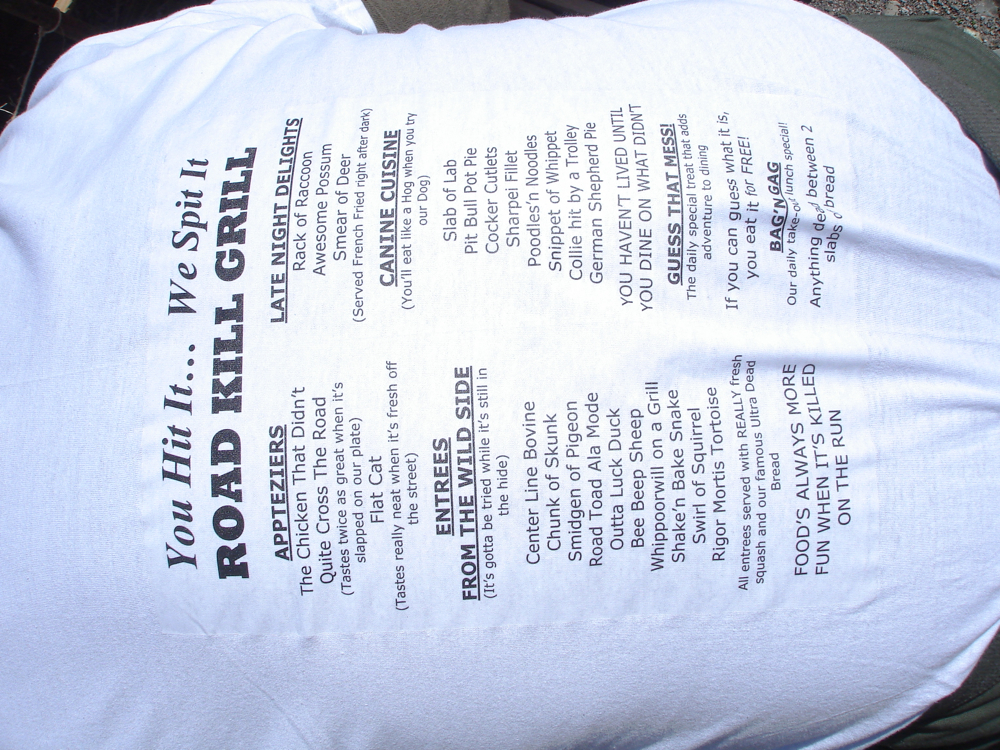 You Hit It... We Spit It
ROAD KILL GRILL
APPTEZIERS
The Chicken That Didn't
Quite Cross The Road
(Tastes twice as great when it's
slapped on our plate)
Flat Cat
(Tastes really neat when it's fresh off
the street)
ENTREES
FROM THE WILD SIDE
(It's gotta be tried while it's still in
the hide)
Center Line Bovine
Chunk of Skunk
Smidgen of Pigeon
Road Toad Ala Mode
Outta Luck Duck
Bee Beep Sheep
Whippoorwill on a Grill
Shake'n Bake Snake
Swirl of Squirrel
Rigor Mortis Tortoise
All entrees served with REALLY fresh
squash and our famous Ultra Dead
Bread
FOOD'S ALWAYS MORE
FUN WHEN IT'S KILLED
ON THE RUN
LATE NIGHT DELIGHTS
Rack of Raccoon
Awesome Possum
Smear of Deer
(Served French Fried right after dark)
CANINE CUISINE
(You'll eat like a Hog when you try
our Dog)
Slab of Lab
Pit Bull Pot Pie
Cocker Cutlets
Sharpei Fillet
Poodles'n Noodles
Snippet of Whippet
Collie hit by a Trolley
German Shepherd Pie
YOU HAVEN'T LIVED UNTIL
YOU DINE ON WHAT DIDN'T
GUESS THAT MESS!
The daily special treat that adds
adventure to dining
If you can guess what it is,
you eat it for FREE!
BAG'N GAG
Our daily take-out lunch special!
Anything dead between 2
slabs o' bread